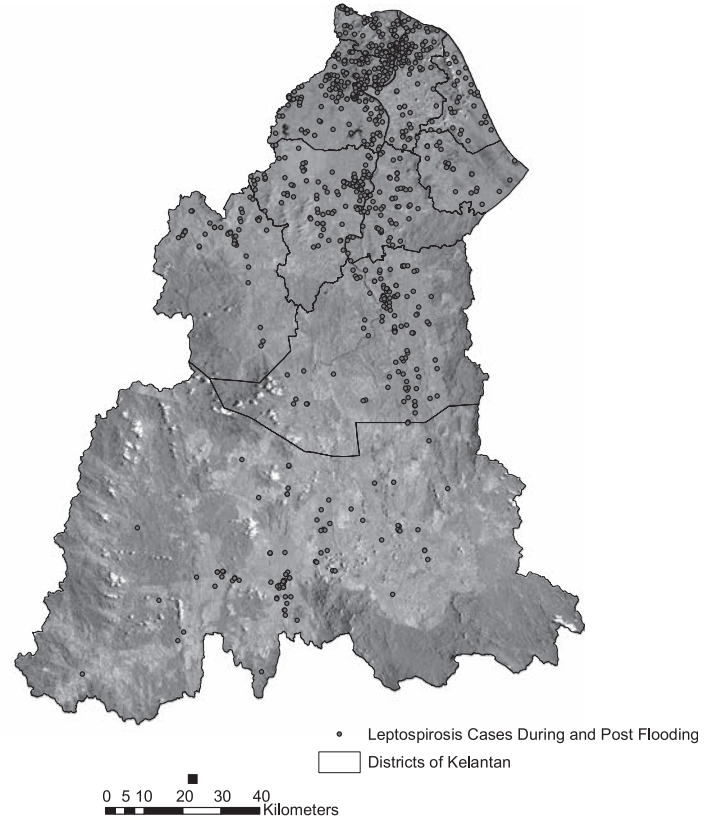 Leptospirosis Cases During and Post Flooding
Districts of Kelantan
0 5 10 20 30 40
Kilometers